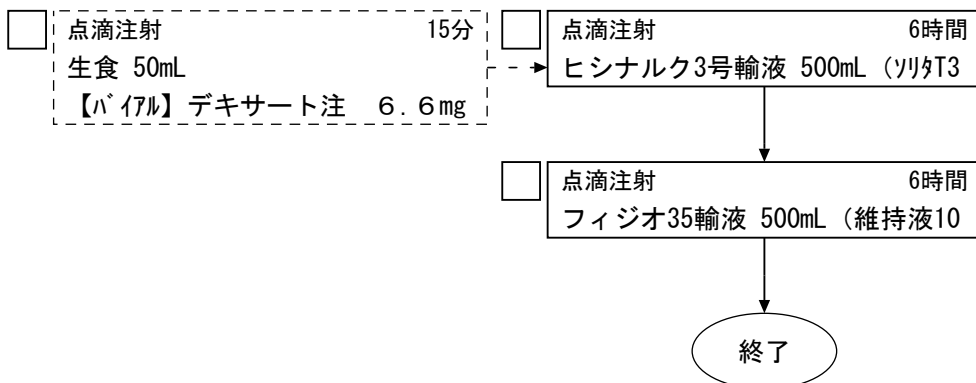 点滴注射 15分
生食 50mL
【ﾊﾞｲｱﾙ】デキサート注 ６.６mg
点滴注射 6時間
ヒシナルク3号輸液 500mL (ｿﾘﾀT3
点滴注射 6時間
フィジオ35輸液 500mL (維持液10
終了